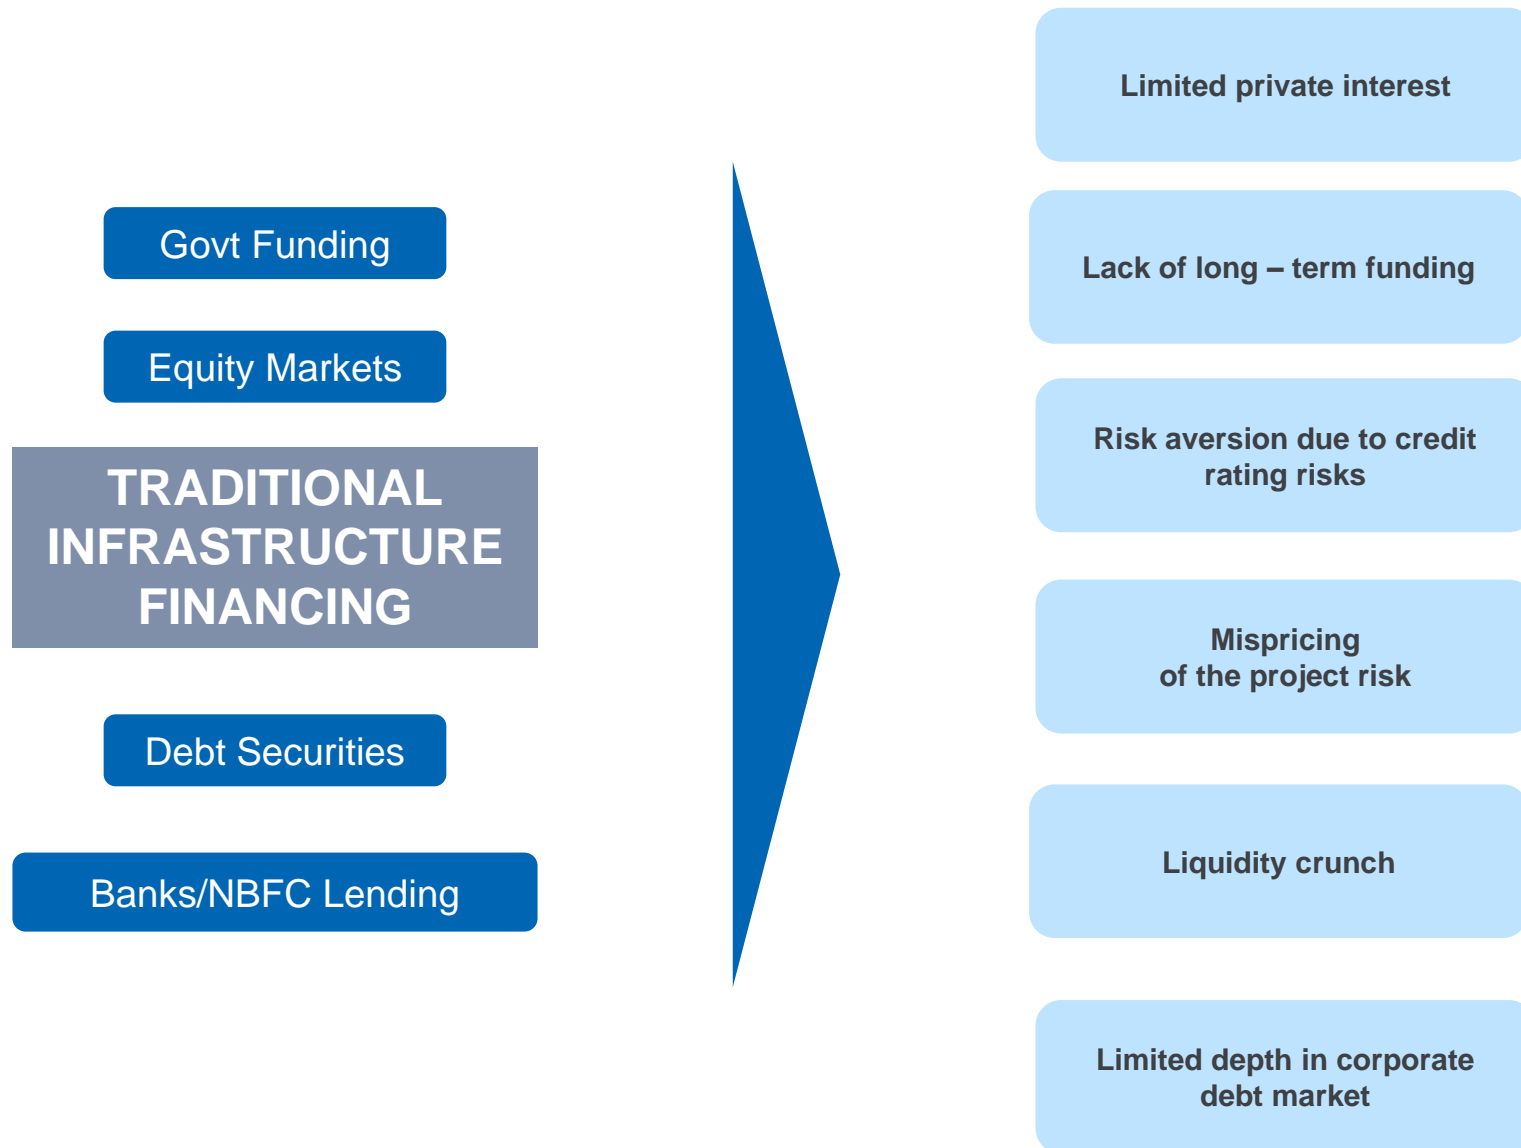 Govt Funding
Equity Markets
TRADITIONAL
INFRASTRUCTURE
FINANCING
Debt Securities
Banks/NBFC Lending
Limited private interest
Lack of long – term funding
Risk aversion due to credit
rating risks
Mispricing
of the project risk
Liquidity crunch
Limited depth in corporate
debt market